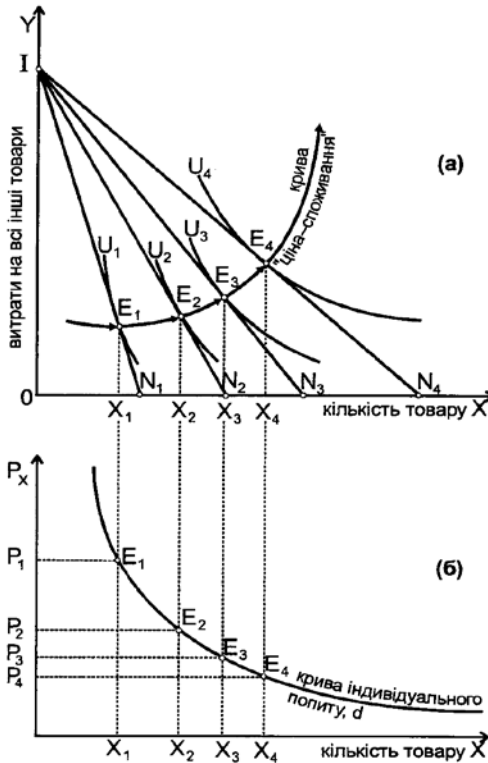 Y
I
витрати на всі інші товари
U₁
U₂
U₃
U₄
E₁
E₂
E₃
E₄
крива
"ціна–споживання"
(а)
0
N₁
N₂
N₃
N₄
X₁
X₂
X₃
X₄
кількість товару X
Pₓ
P₁
P₂
P₃
P₄
E₁
E₂
E₃
E₄
(б)
крива індивідуального
попиту, d
X₁
X₂
X₃
X₄
кількість товару X